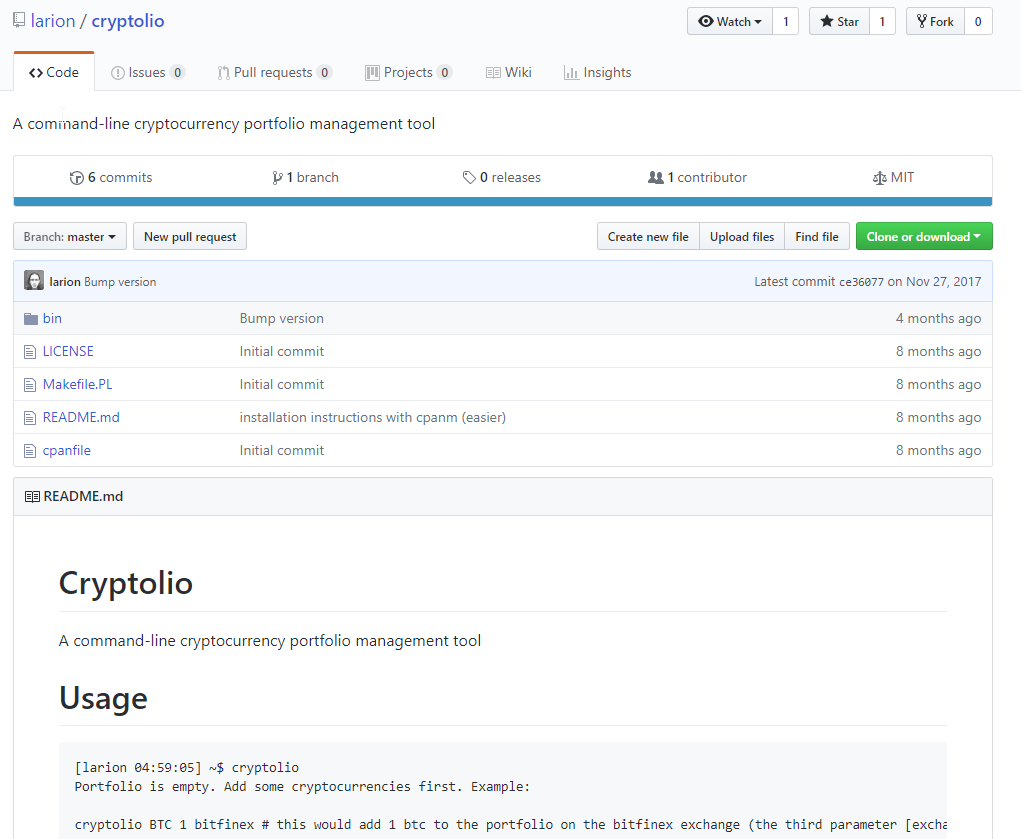 larion / cryptolio
Watch 1 Star 1 Fork 0
Code Issues 0 Pull requests 0 Projects 0 Wiki Insights
A command-line cryptocurrency portfolio management tool
6 commits 1 branch 0 releases 1 contributor MIT
Branch: master New pull request Create new file Upload files Find file Clone or download
larion Bump version Latest commit ce36077 on Nov 27, 2017
bin Bump version 4 months ago
LICENSE Initial commit 8 months ago
Makefile.PL Initial commit 8 months ago
README.md installation instructions with cpanm (easier) 8 months ago
cpanfile Initial commit 8 months ago
README.md
Cryptolio
A command-line cryptocurrency portfolio management tool
Usage
[larion 04:59:05] ~$ cryptolio
Portfolio is empty. Add some cryptocurrencies first. Example:
cryptolio BTC 1 bitfinex # this would add 1 btc to the portfolio on the bitfinex exchange (the third parameter [excha